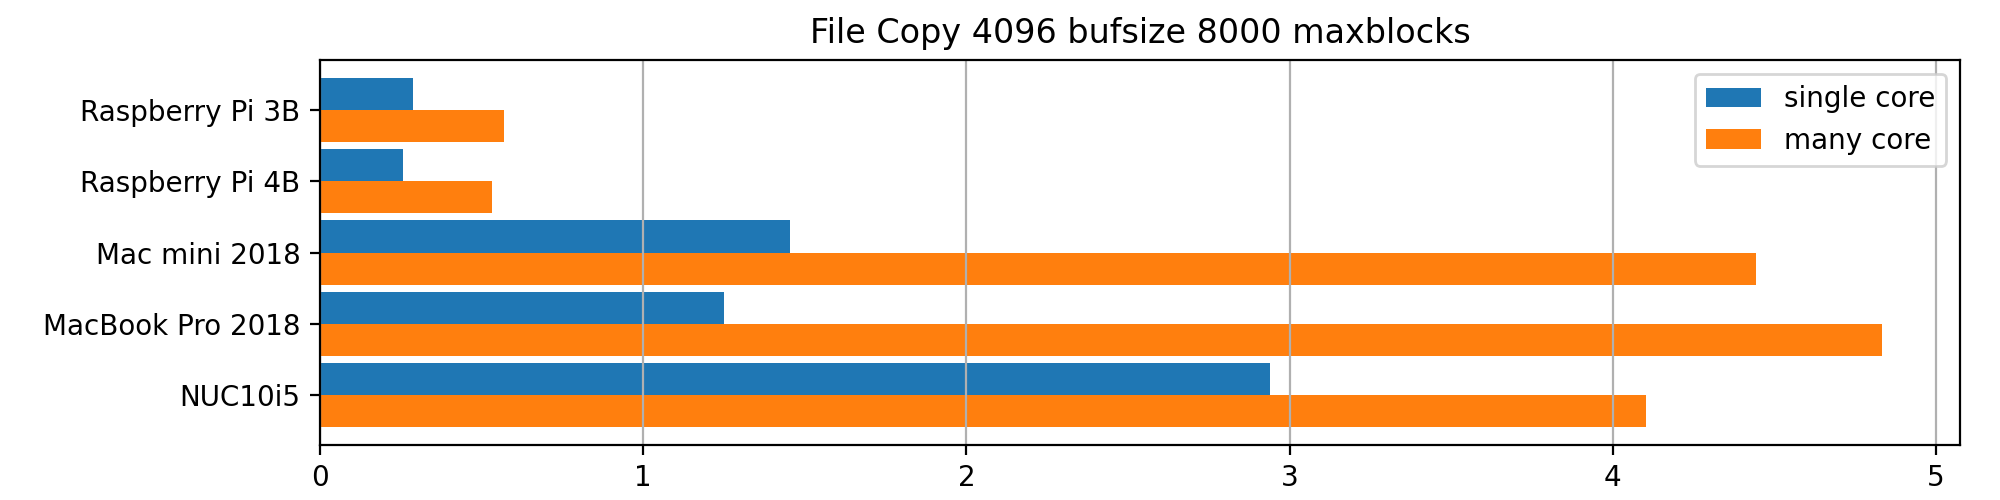 File Copy 4096 bufsize 8000 maxblocks
single core
many core
Raspberry Pi 3B
Raspberry Pi 4B
Mac mini 2018
MacBook Pro 2018
NUC10i5
0 1 2 3 4 5